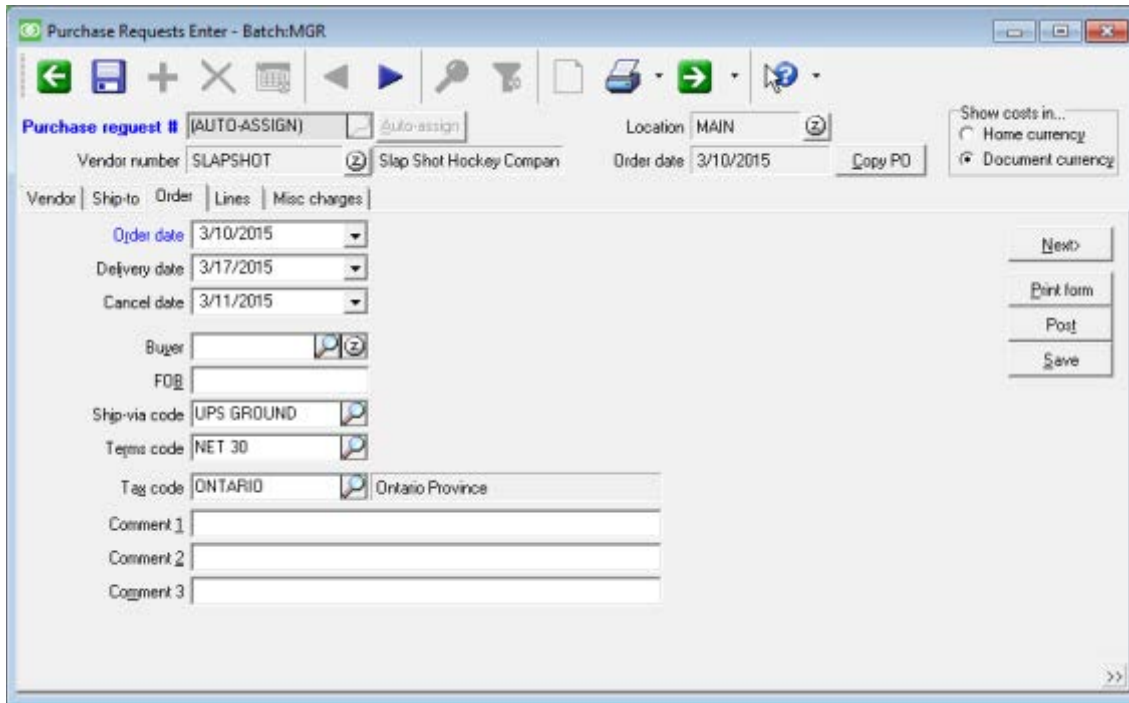 Purchase Requests Enter - Batch:MGR
Purchase request # (AUTO-ASSIGN) Auto-assign Location MAIN Show costs in...
Home currency
Vendor number SLAPSHOT Slap Shot Hockey Compan Order date 3/10/2015 Copy PO Document currency
Vendor Ship-to Order Lines Misc charges
Order date 3/10/2015 Next>
Delivery date 3/17/2015
Cancel date 3/11/2015 Print form
Post
Buyer Save
FOB
Ship-via code UPS GROUND
Terms code NET 30
Tax code ONTARIO Ontario Province
Comment 1
Comment 2
Comment 3
>>